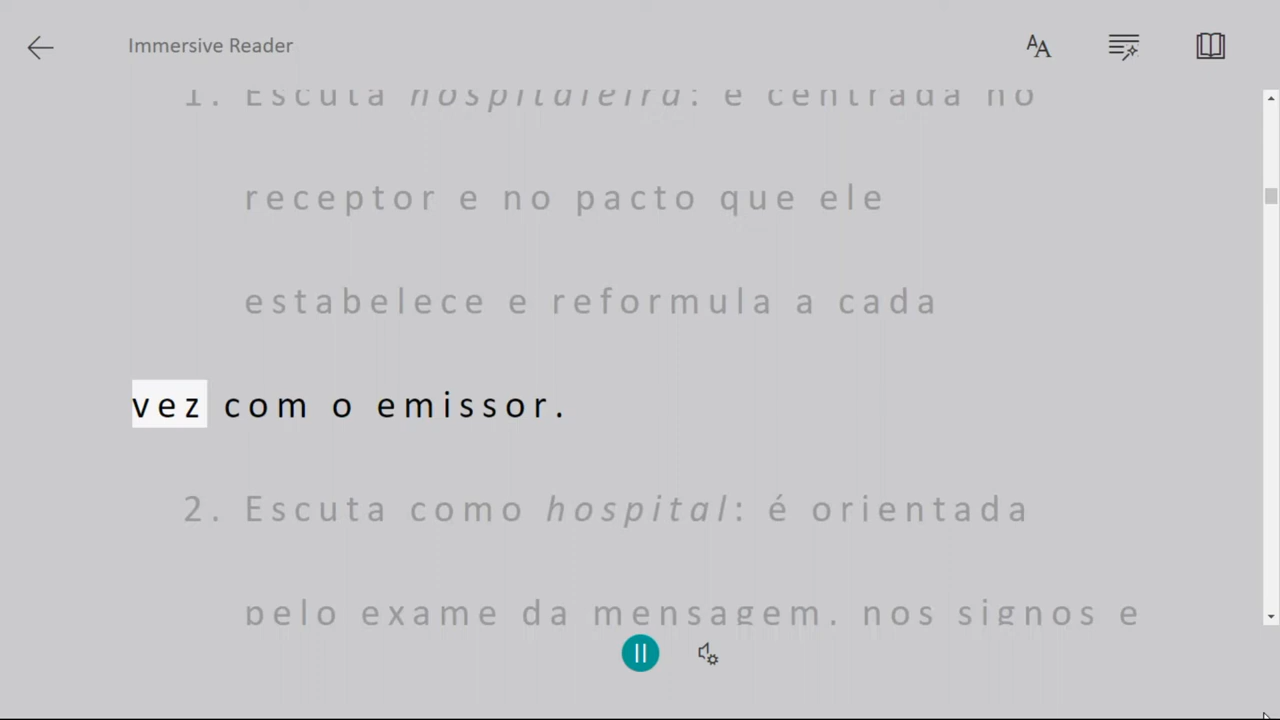 Immersive Reader
1. Escuta hospitaleira: é centrada no
receptor e no pacto que ele
estabelece e reformula a cada
vez com o emissor.
2. Escuta como hospital: é orientada
pelo exame da mensagem, nos signos e